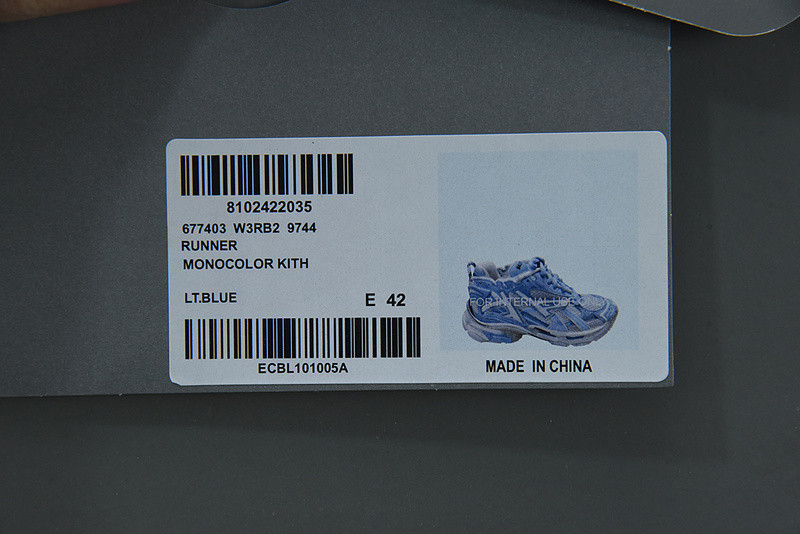 8102422035
677403 W3RB2 9744
RUNNER
MONOCOLOR KITH
LT.BLUE
E 42
ECBL101005A
FOR INTERNAL USE ONLY
MADE IN CHINA